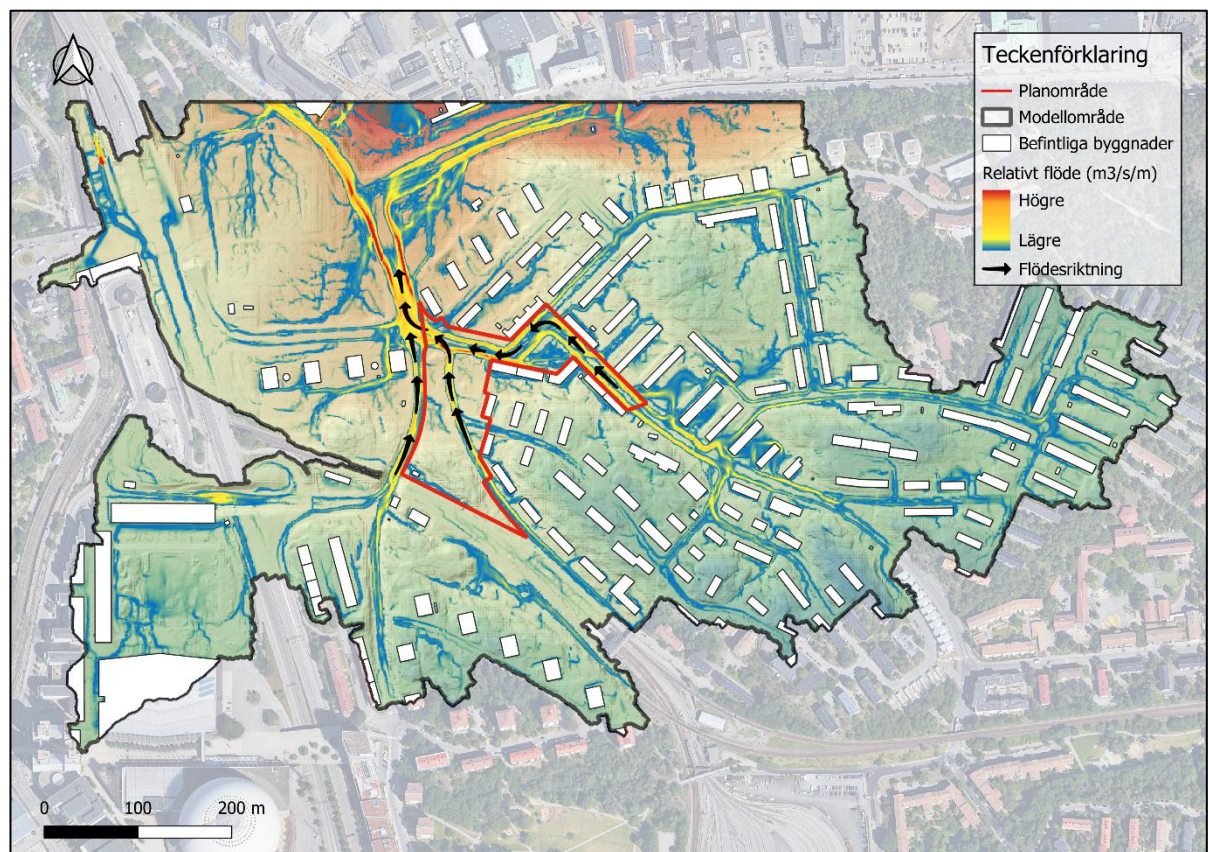 Teckenförklaring
Planområde
Modellområde
Befintliga byggnader
Relativt flöde (m3/s/m)
Högre
Lägre
Flödesriktning
0 100 200 m